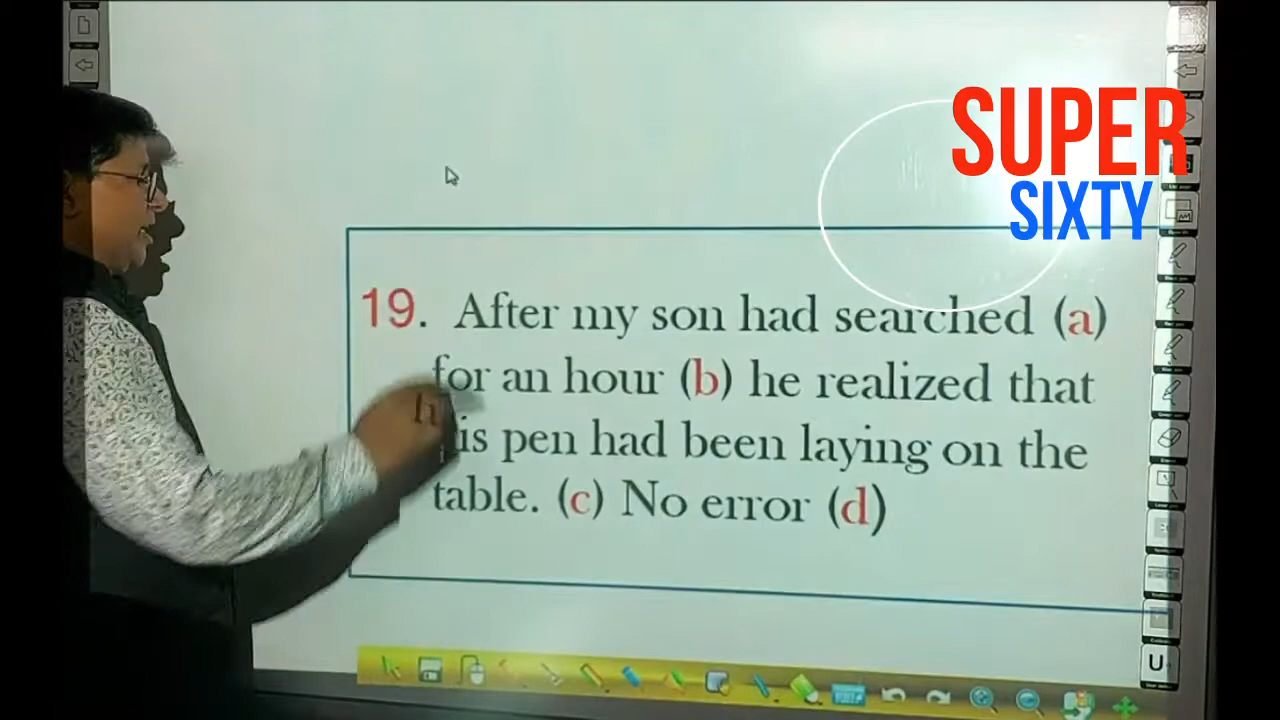 SUPER
SIXTY
19. After my son had searched (a)
for an hour (b) he realized that
his pen had been laying on the
table. (c) No error (d)
U